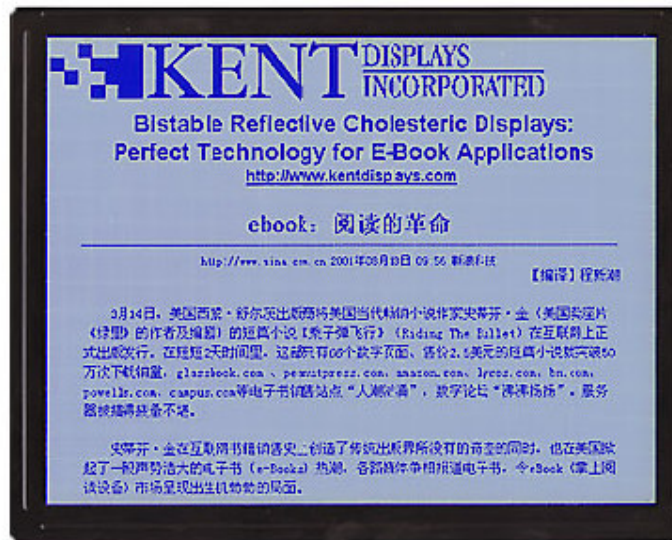 KENT DISPLAYS
INCORPORATED
Bistable Reflective Cholesteric Displays:
Perfect Technology for E-Book Applications
http://www.kentdisplays.com
ebook: 阅读的革命
http://www.sina.com.cn 2001年03月19日 09:56 新浪科技
【编译】程
3月14日，美国西蒙·舒尔茨出版商将美国当代畅销小说作家史蒂芬·金（美国奖片
《绿里》的作者及编剧）的短篇小说《乘子弹飞行》（Riding The Bullet）在互联网上正
式出版发行。在短短2天时间里，这部只有66个数字页面、售价2.5美元的短篇小说就突破50
万次下载销量，glassbook.com 、peanutpress.com、amazon.com、lycos.com、bn.com、
powells.com、campus.com等电子书销售站点“人潮汹涌”，数字论坛“沸沸扬扬”，服务
器被疲惫不堪。
史蒂芬·金在互联网书籍销售史上创造了传统出版界所没有的奇迹的同时，也在美国掀
起了一股声势浩大的电子书（e-Books）热潮，各路媒体争相报道电子书，令eBook（掌上阅
读设备）市场呈现出生机勃勃的局面。